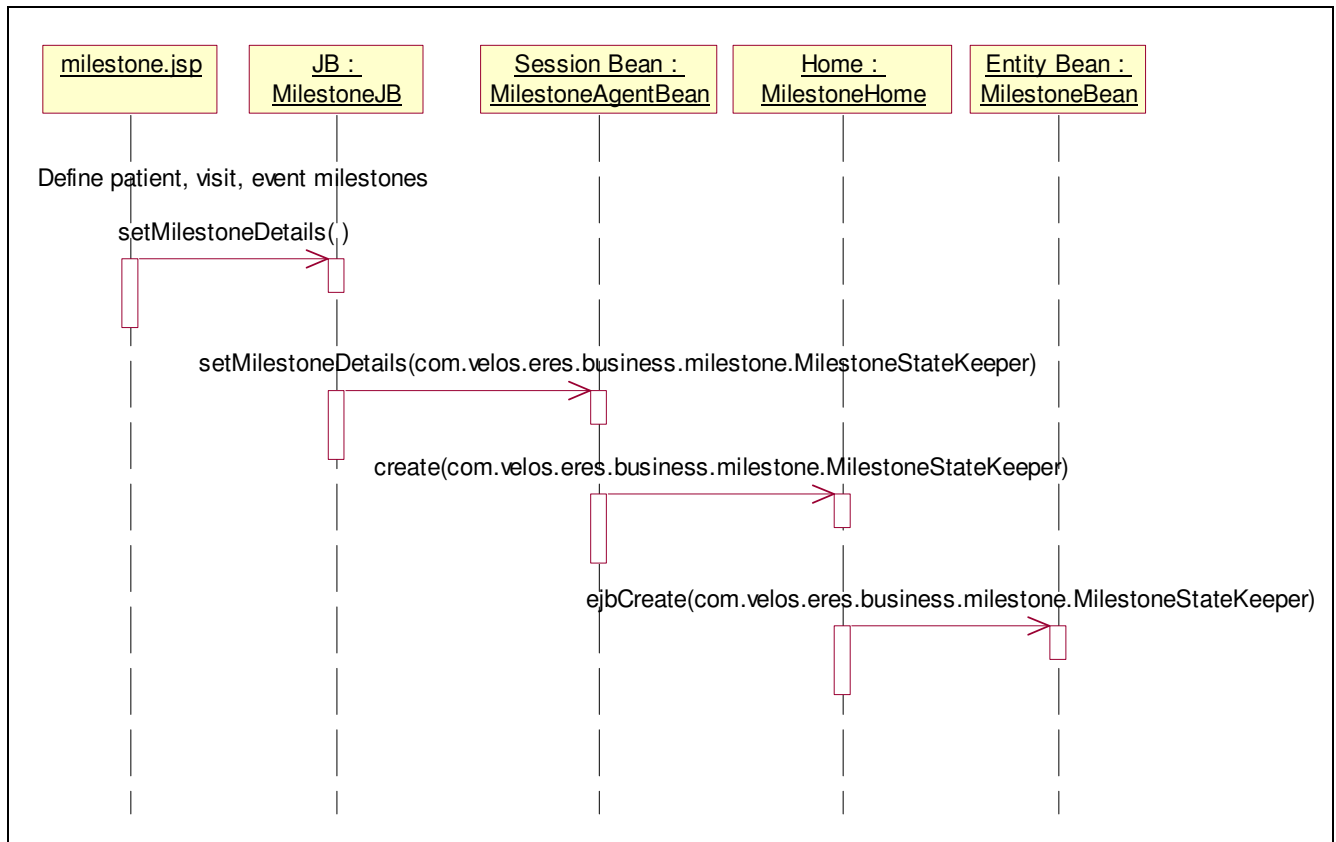 milestone.jsp
JB :
MilestoneJB
Session Bean :
MilestoneAgentBean
Home :
MilestoneHome
Entity Bean :
MilestoneBean
Define patient, visit, event milestones
setMilestoneDetails( )
setMilestoneDetails(com.velos.eres.business.milestone.MilestoneStateKeeper)
create(com.velos.eres.business.milestone.MilestoneStateKeeper)
ejbCreate(com.velos.eres.business.milestone.MilestoneStateKeeper)